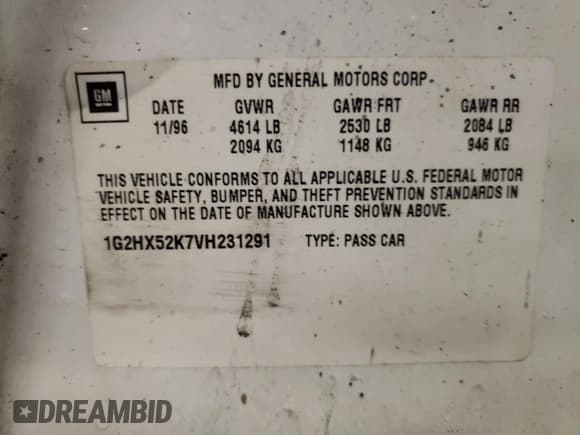 GM
MFD BY GENERAL MOTORS CORP
DATE GVWR GAWR FRT GAWR RR
11/96 4614 LB 2530 LB 2084 LB
2094 KG 1148 KG 946 KG
THIS VEHICLE CONFORMS TO ALL APPLICABLE U.S. FEDERAL MOTOR
VEHICLE SAFETY, BUMPER, AND THEFT PREVENTION STANDARDS IN
EFFECT ON THE DATE OF MANUFACTURE SHOWN ABOVE.
1G2HX52K7VH231291 TYPE: PASS CAR
DREAMBID